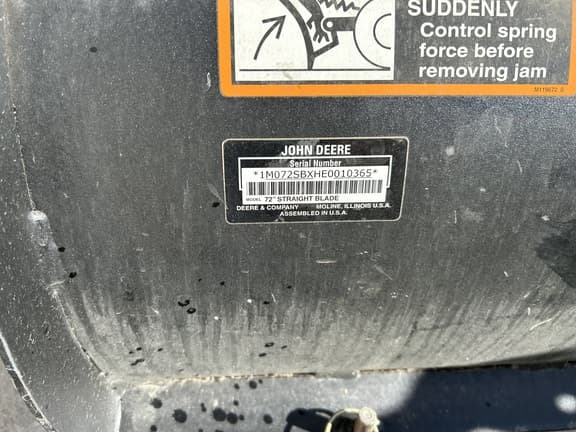 SUDDENLY
Control spring
force before
removing jam
JOHN DEERE
Serial Number
*1M072SBXHE0010365*
MODEL 72" STRAIGHT BLADE
DEERE & COMPANY MOLINE, ILLINOIS U.S.A.
ASSEMBLED IN U.S.A.